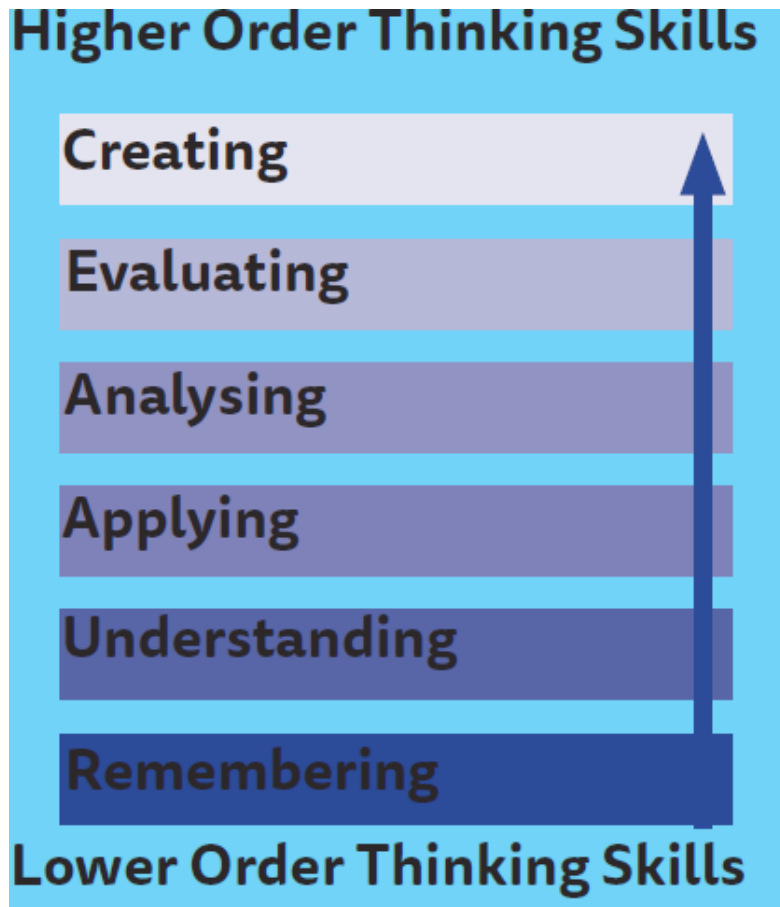 Higher Order Thinking Skills
Creating
Evaluating
Analysing
Applying
Understanding
Remembering
Lower Order Thinking Skills